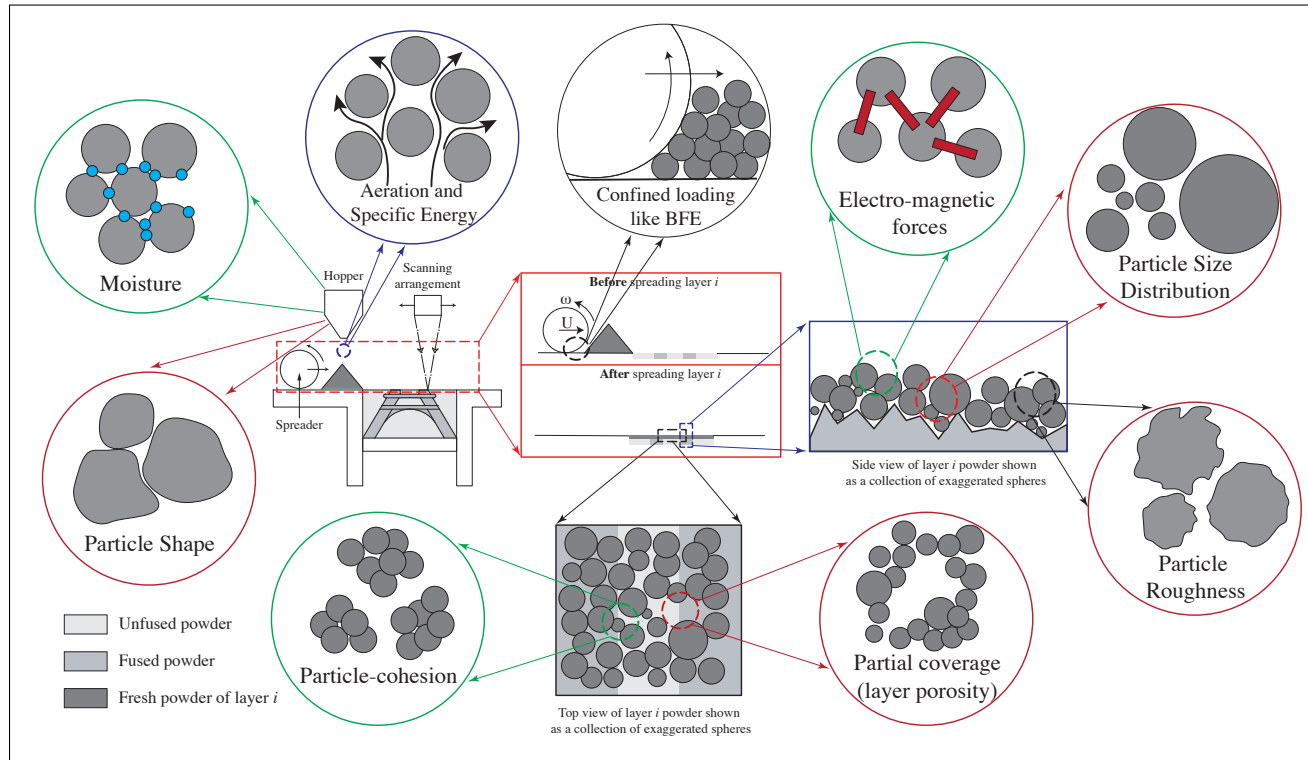 Aeration and
Specific Energy
Confined loading
like BFE
Electro-magnetic
forces
Moisture
Particle Size
Distribution
Hopper
Scanning
arrangement
Before spreading layer i
ω
U
After spreading layer i
Spreader
Side view of layer i powder shown
as a collection of exaggerated spheres
Particle Shape
Particle
Roughness
Unfused powder
Fused powder
Fresh powder of layer i
Particle-cohesion
Partial coverage
(layer porosity)
Top view of layer i powder shown
as a collection of exaggerated spheres